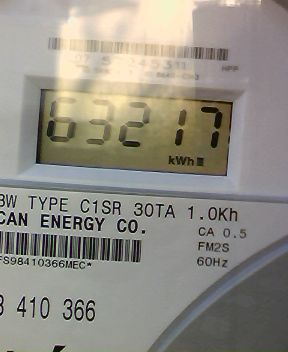 63217
kWh
3W TYPE C1SR 30TA 1.0Kh
CAN ENERGY CO.
CA 0.5
FM2S
60Hz
FS98410366MEC*
8 410 366